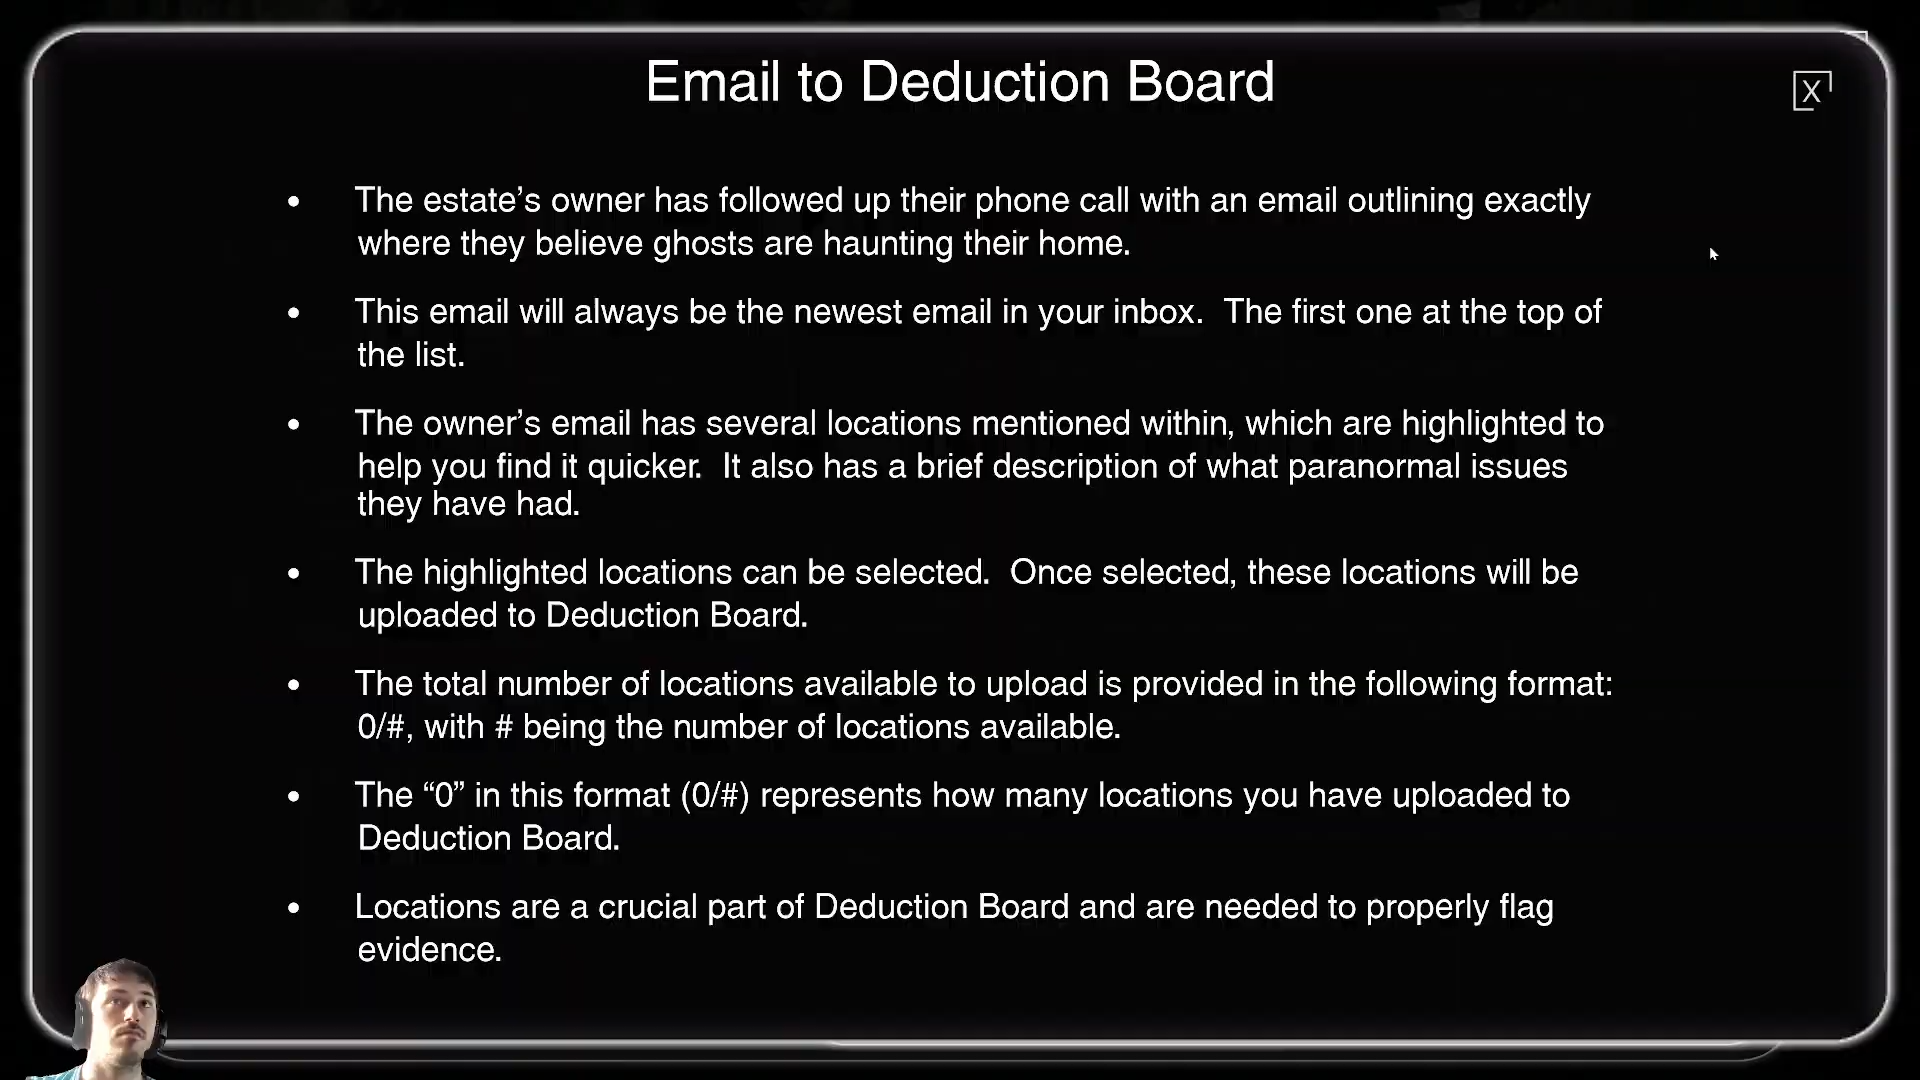 Email to Deduction Board
X
• The estate’s owner has followed up their phone call with an email outlining exactly
where they believe ghosts are haunting their home.
• This email will always be the newest email in your inbox.  The first one at the top of
the list.
• The owner’s email has several locations mentioned within, which are highlighted to
help you find it quicker.  It also has a brief description of what paranormal issues
they have had.
• The highlighted locations can be selected.  Once selected, these locations will be
uploaded to Deduction Board.
• The total number of locations available to upload is provided in the following format:
0/#, with # being the number of locations available.
• The “0” in this format (0/#) represents how many locations you have uploaded to
Deduction Board.
• Locations are a crucial part of Deduction Board and are needed to properly flag
evidence.